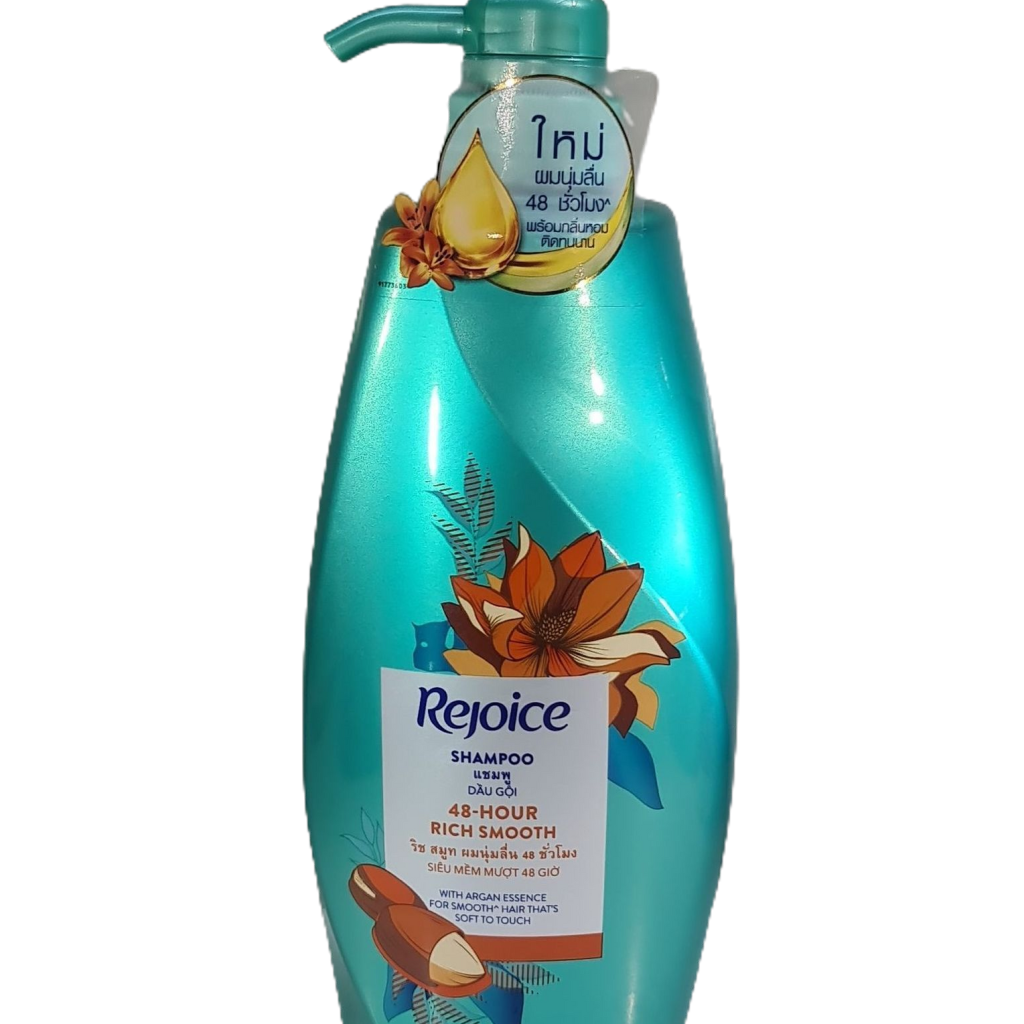 ใหม่
ผมนุ่มลื่น
48 ชั่วโมง^
พร้อมกลิ่นหอม
ติดทนนาน
Rejoice
SHAMPOO
แชมพู
DẦU GỘI
48-HOUR
RICH SMOOTH
ริช สมูท ผมนุ่มลื่น 48 ชั่วโมง
SIÊU MỀM MƯỢT 48 GIỜ
WITH ARGAN ESSENCE
FOR SMOOTH^ HAIR THAT'S
SOFT TO TOUCH